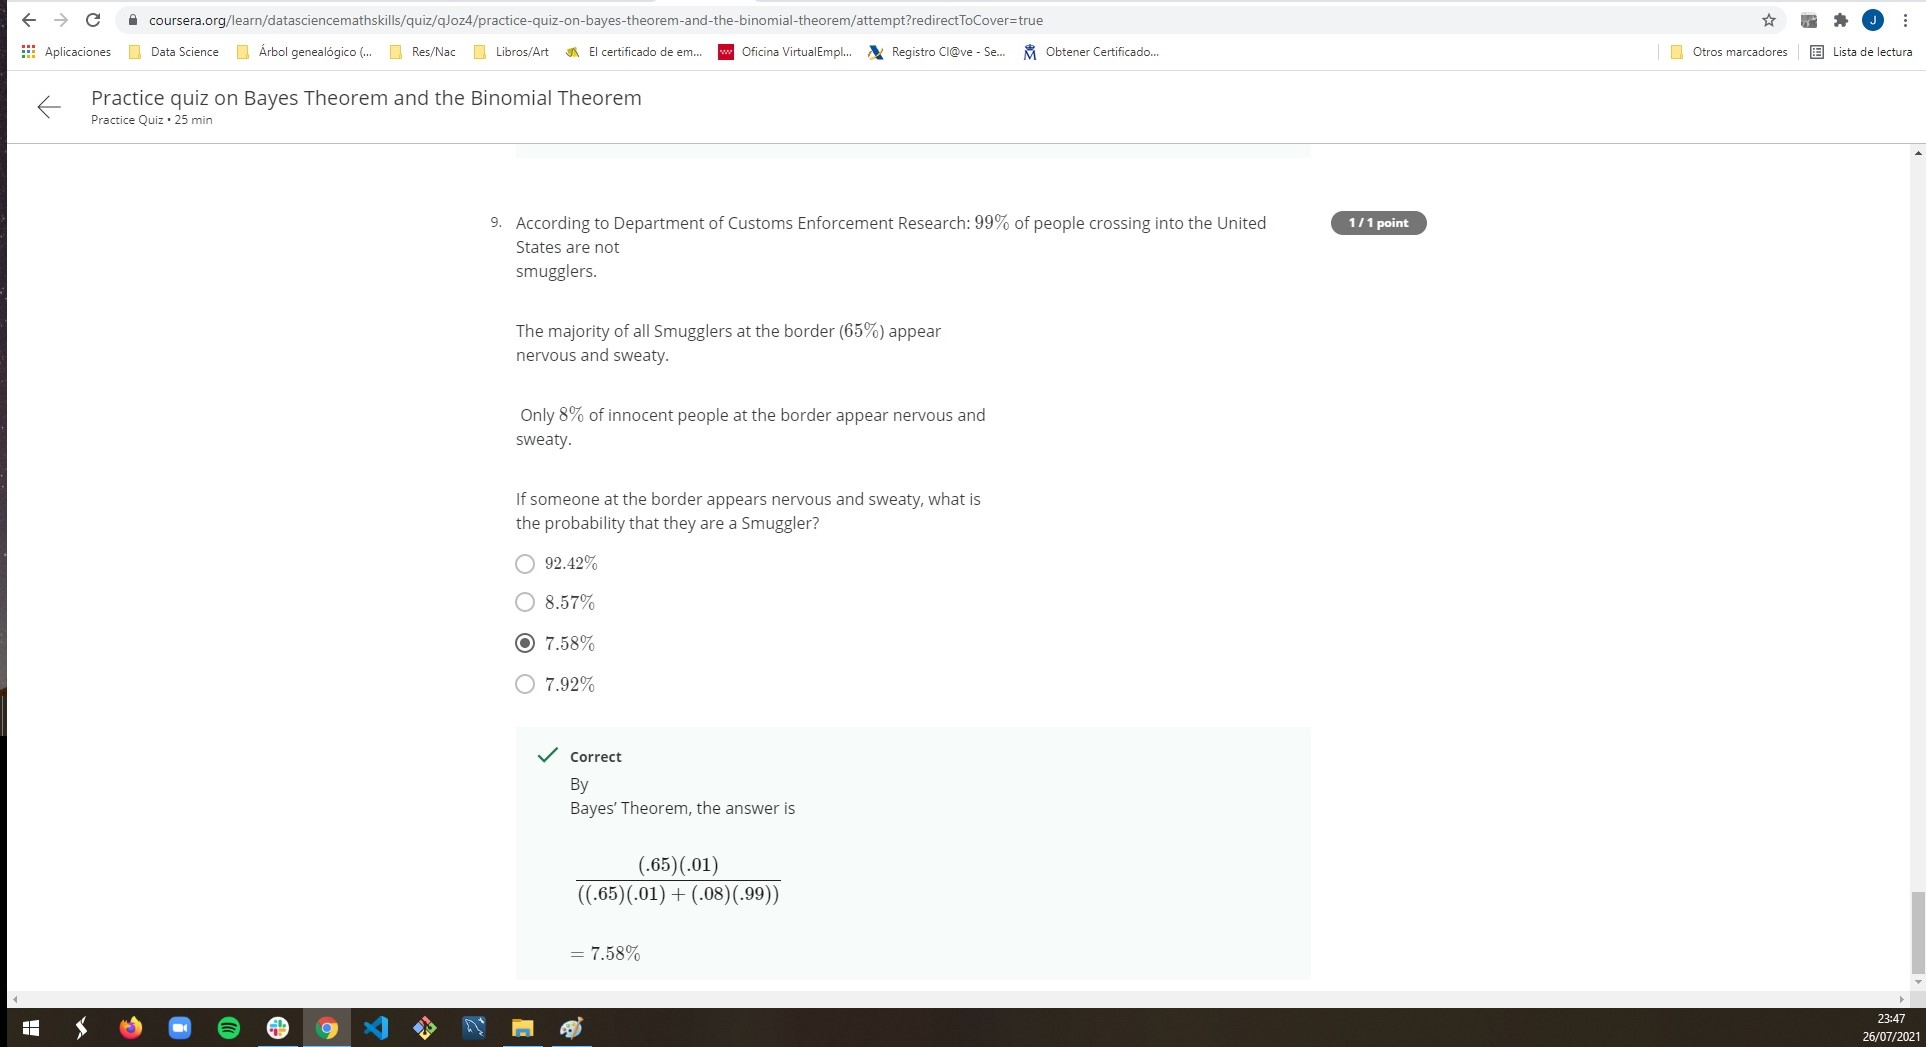 coursera.org/learn/datasciencemathskills/quiz/qJoz4/practice-quiz-on-bayes-theorem-and-the-binomial-theorem/attempt?redirectToCover=true
J
Aplicaciones Data Science Árbol genealógico (... Res/Nac Libros/Art El certificado de em... Oficina VirtualEmpl... Registro Cl@ve - Se... Obtener Certificado... Otros marcadores Lista de lectura
Practice quiz on Bayes Theorem and the Binomial Theorem
Practice Quiz • 25 min
9. According to Department of Customs Enforcement Research: 99% of people crossing into the United
1 / 1 point
States are not
smugglers.
The majority of all Smugglers at the border (65%) appear
nervous and sweaty.
Only 8% of innocent people at the border appear nervous and
sweaty.
If someone at the border appears nervous and sweaty, what is
the probability that they are a Smuggler?
92.42%
8.57%
7.58%
7.92%
Correct
By
Bayes’ Theorem, the answer is
(.65)(.01)
((.65)(.01) + (.08)(.99))
= 7.58%
23:47
26/07/2021